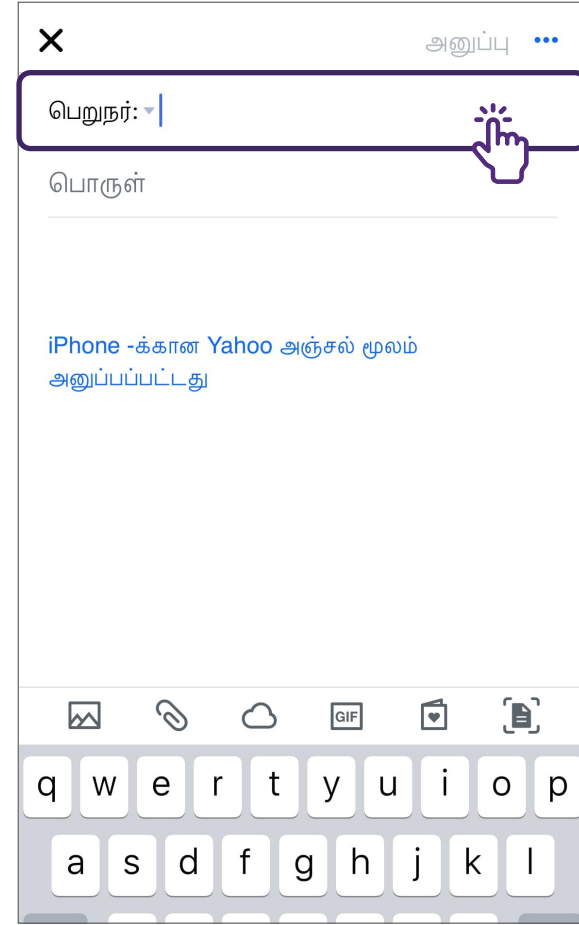 அனுப்பு
பெறுநர்:
பொருள்
iPhone -க்கான Yahoo அஞ்சல் மூலம்
அனுப்பப்பட்டது
GIF
q w e r t y u i o p
a s d f g h j k l